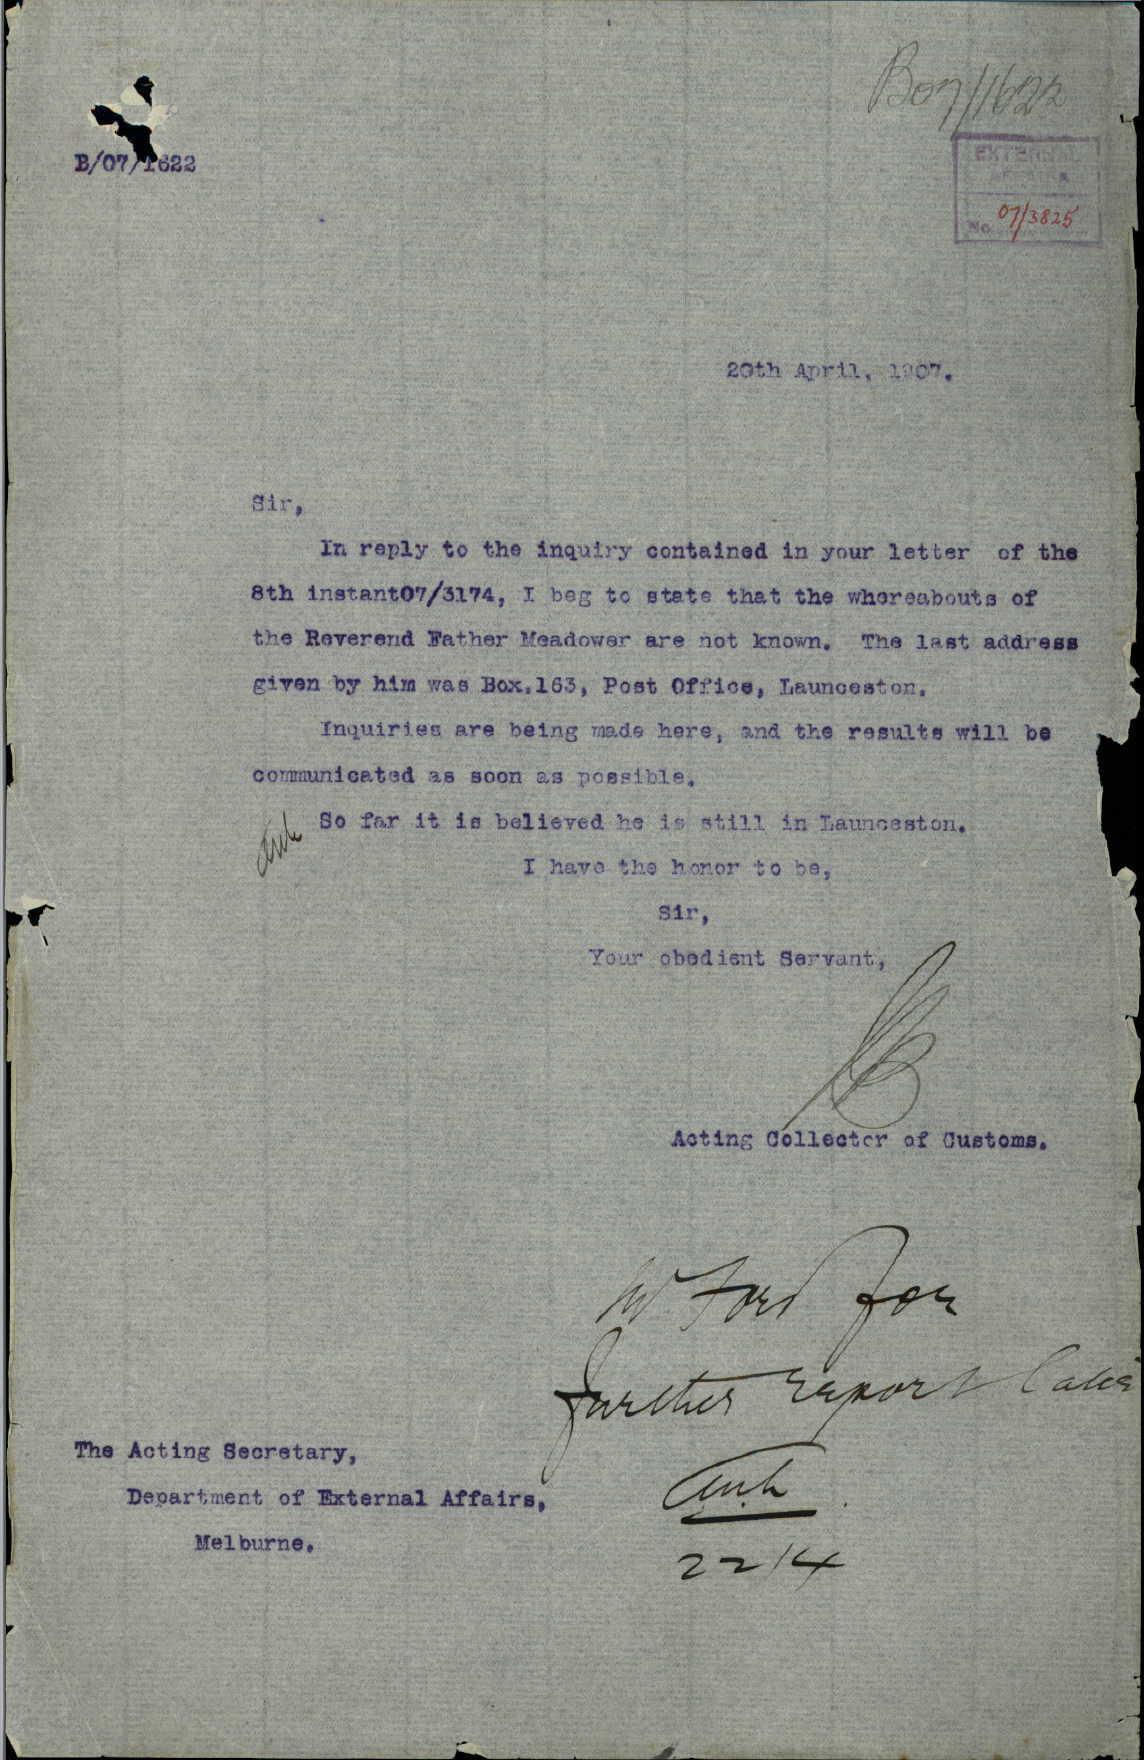 B07/1622
B/07/1622
EXTERNAL
AFFAIRS
No. 07/3825
20th April, 1907.
Sir,
In reply to the inquiry contained in your letter of the
8th instant07/3174, I beg to state that the whereabouts of
the Reverend Father Meadower are not known. The last address
given by him was Box.163, Post Office, Launceston.
Inquiries are being made here, and the results will be
communicated as soon as possible.
So far it is believed he is still in Launceston.
I have the honor to be,
Sir,
Your obedient Servant,
Acting Collector of Customs.
Mr Ford for
further report
The Acting Secretary,
Department of External Affairs,
Melburne.
22/4